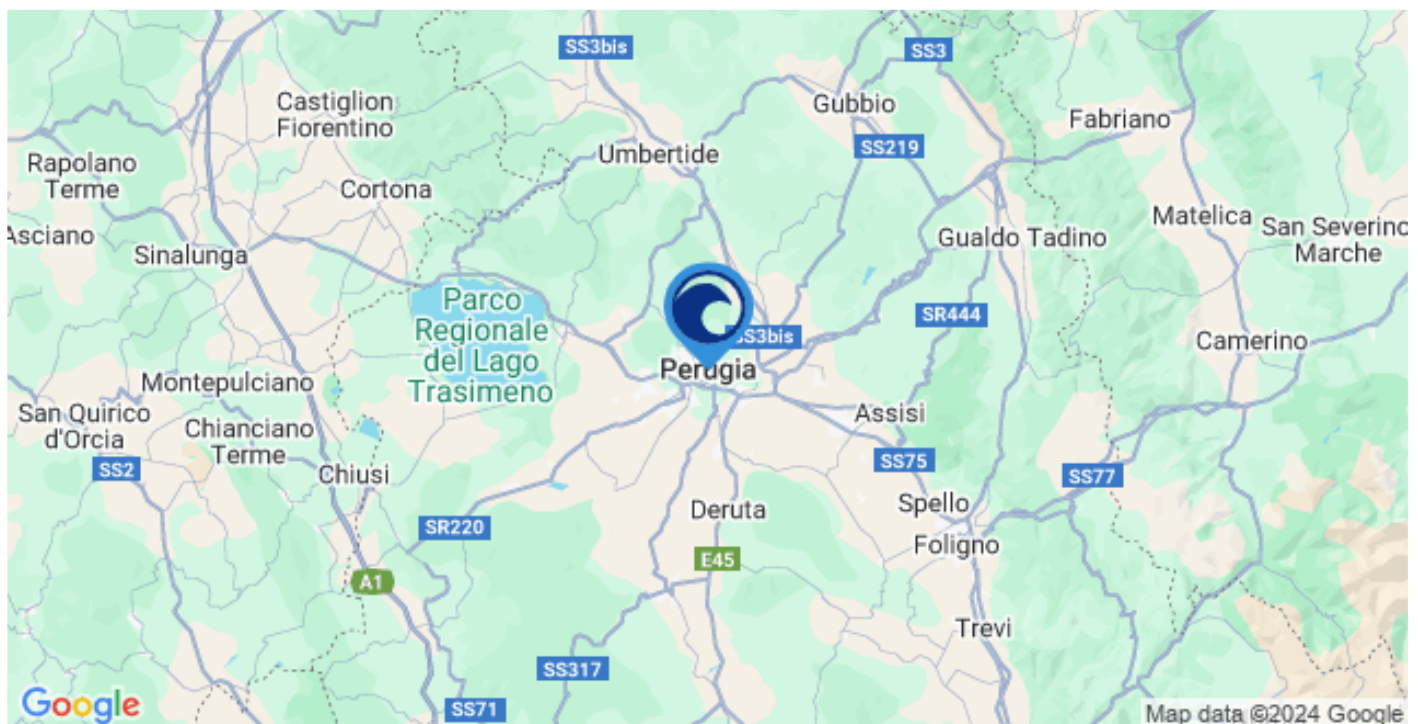 SS3bis
SS3
Castiglion
Fiorentino
Gubbio
Fabriano
Umbertide
SS219
Rapolano
Terme
Cortona
Matelica
Asciano
Sinalunga
Gualdo Tadino
San Severino
Marche
Parco
Regionale
del Lago
Trasimeno
SR444
SS3bis
Camerino
Perugia
Montepulciano
San Quirico
d'Orcia
Chianciano
Terme
Assisi
SS2
Chiusi
SS75
SS77
Spello
Deruta
SR220
Foligno
E45
A1
Trevi
SS317
SS71
Google
Map data ©2024 Google